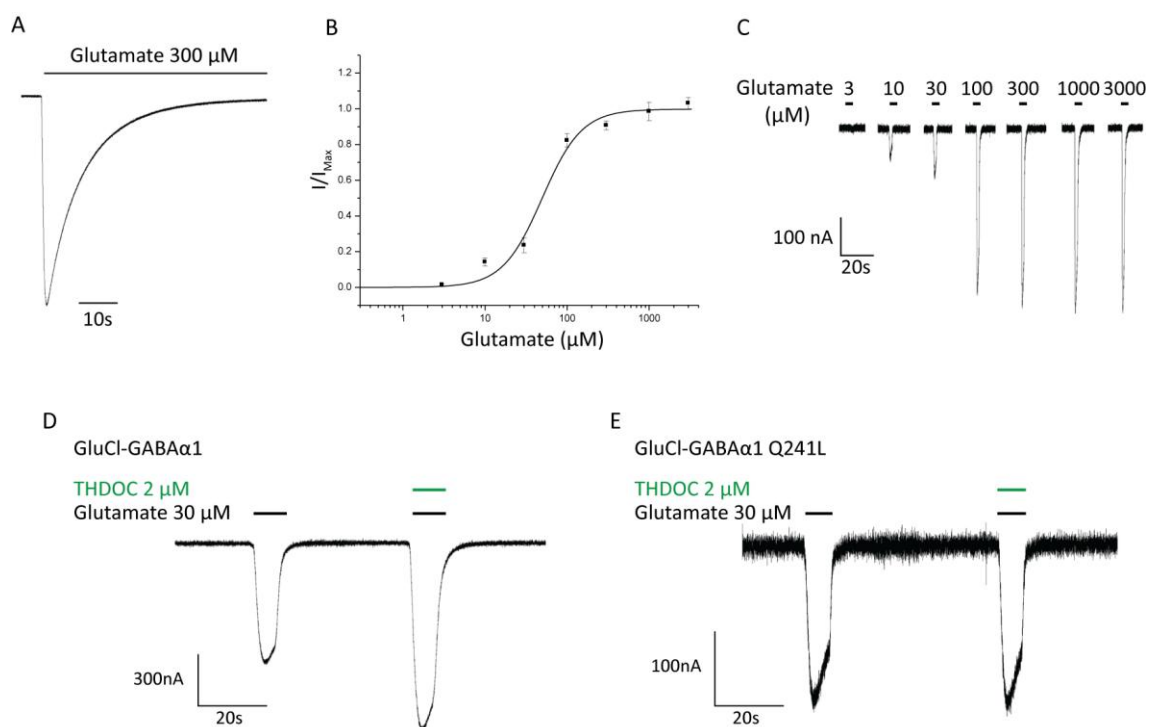 A
Glutamate 300 µM
10s
B
1.2
1.0
0.8
0.6
0.4
0.2
0.0
I/IMax
1 10 100 1000
Glutamate (µM)
C
Glutamate 3 10 30 100 300 1000 3000
(µM)
100 nA
20s
D
GluCl-GABAα1
THDOC 2 µM
Glutamate 30 µM
300nA
20s
E
GluCl-GABAα1 Q241L
THDOC 2 µM
Glutamate 30 µM
100nA
20s